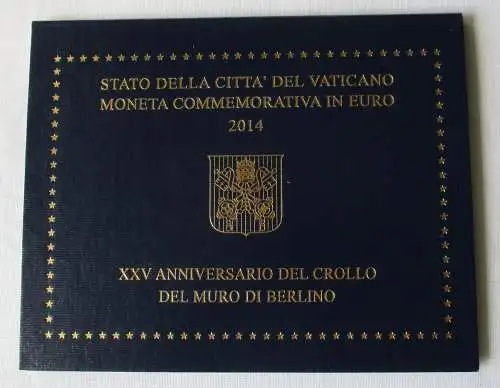 STATO DELLA CITTA' DEL VATICANO
MONETA COMMEMORATIVA IN EURO
2014
XXV ANNIVERSARIO DEL CROLLO
DEL MURO DI BERLINO